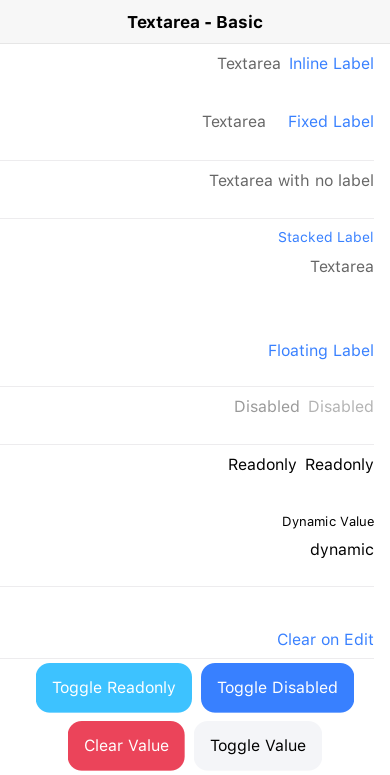 Textarea - Basic
Textarea Inline Label
Textarea Fixed Label
Textarea with no label
Stacked Label
Textarea
Floating Label
Disabled Disabled
Readonly Readonly
Dynamic Value
dynamic
Clear on Edit
Toggle Readonly Toggle Disabled
Clear Value Toggle Value